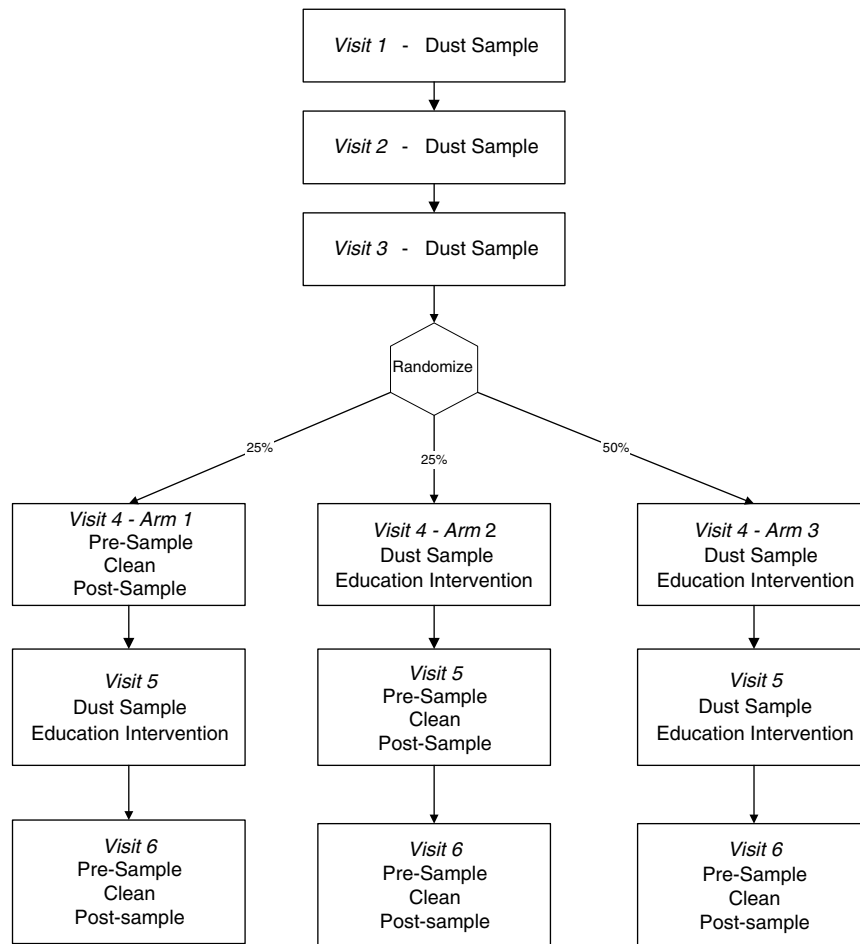 Visit 1 - Dust Sample
Visit 2 - Dust Sample
Visit 3 - Dust Sample
Randomize
25%
25%
50%
Visit 4 - Arm 1
Pre-Sample
Clean
Post-Sample
Visit 4 - Arm 2
Dust Sample
Education Intervention
Visit 4 - Arm 3
Dust Sample
Education Intervention
Visit 5
Dust Sample
Education Intervention
Visit 5
Pre-Sample
Clean
Post-Sample
Visit 5
Dust Sample
Education Intervention
Visit 6
Pre-Sample
Clean
Post-sample
Visit 6
Pre-Sample
Clean
Post-sample
Visit 6
Pre-Sample
Clean
Post-sample